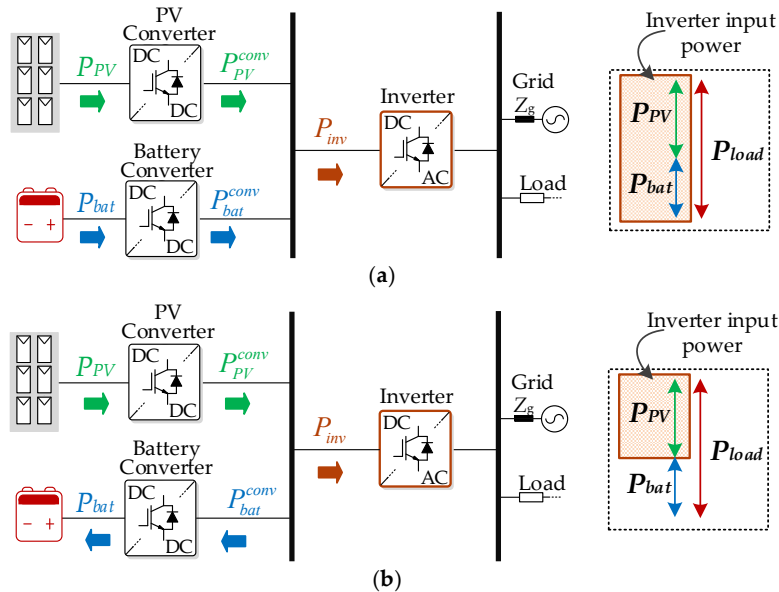 PV
Converter
DC
DC
P_PV
P_PV^conv
Battery
Converter
DC
DC
P_bat
P_bat^conv
− +
P_inv
Inverter
DC
AC
Grid
Z_g
Load
Inverter input
power
P_PV
P_bat
P_load
(a)
PV
Converter
DC
DC
P_PV
P_PV^conv
Battery
Converter
DC
DC
P_bat
P_bat^conv
− +
P_inv
Inverter
DC
AC
Grid
Z_g
Load
Inverter input
power
P_PV
P_bat
P_load
(b)